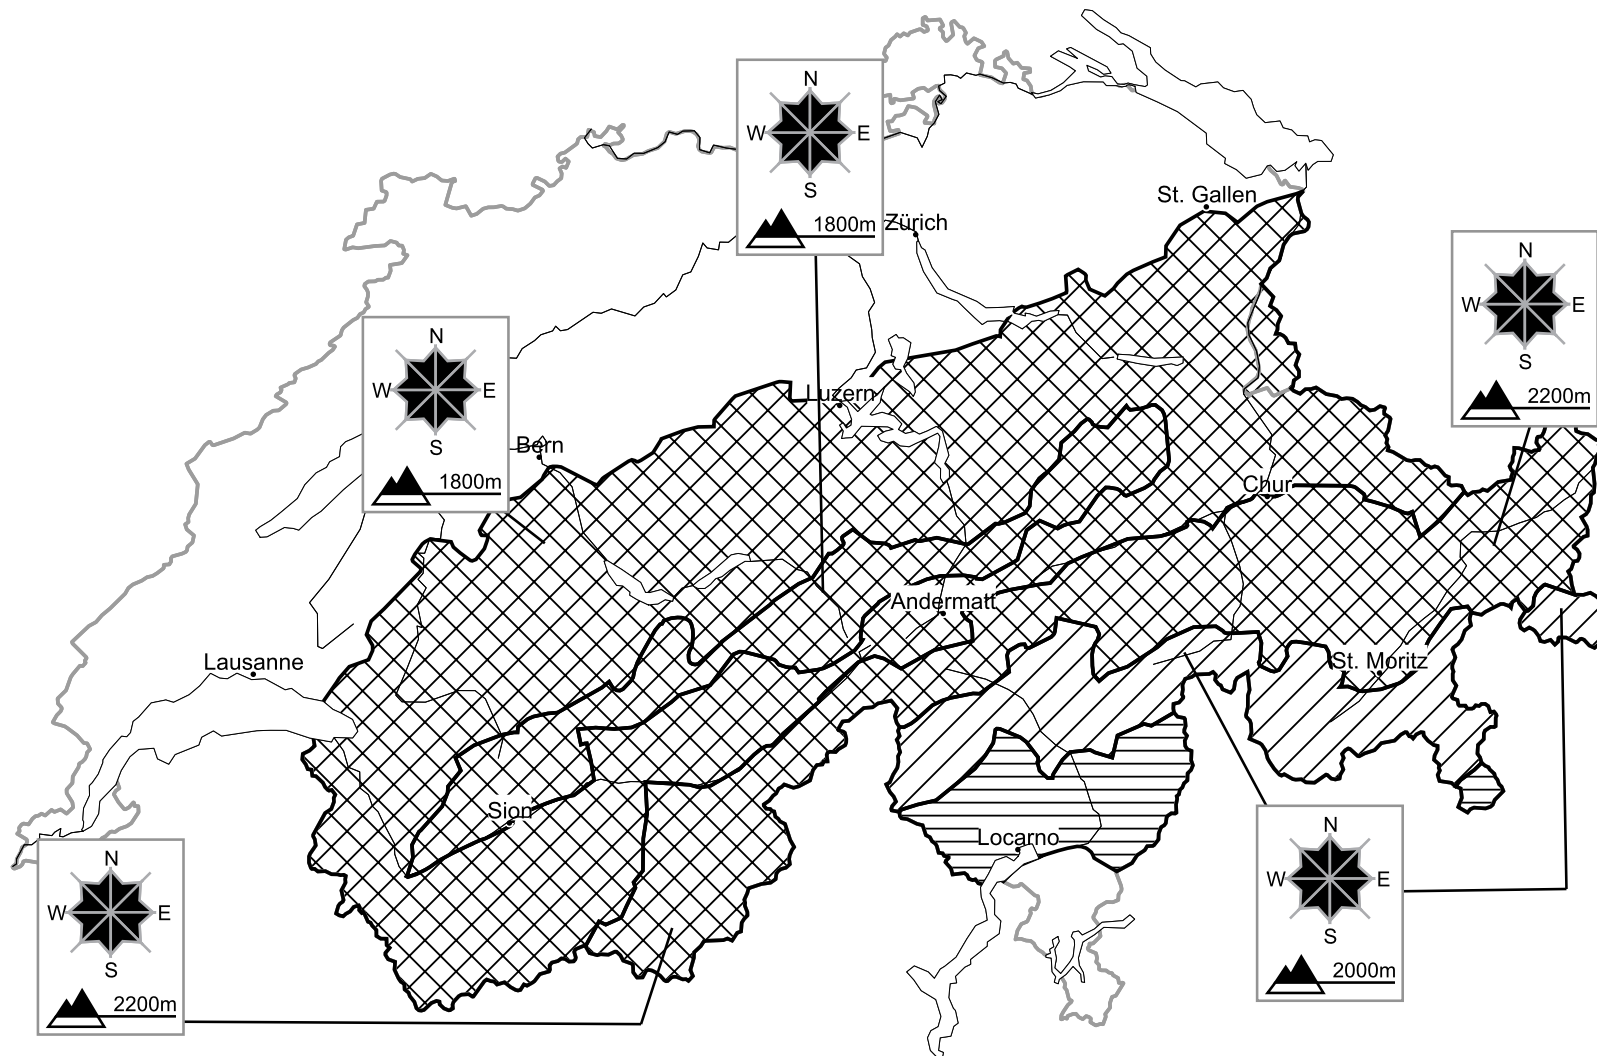 N
W E
S
1800m
St. Gallen
Zürich
N
W E
S
2200m
N
W E
S
1800m
Luzern
Bern
Chur
Andermatt
Lausanne
St. Moritz
Sion
Locarno
N
W E
S
2000m
N
W E
S
2200m